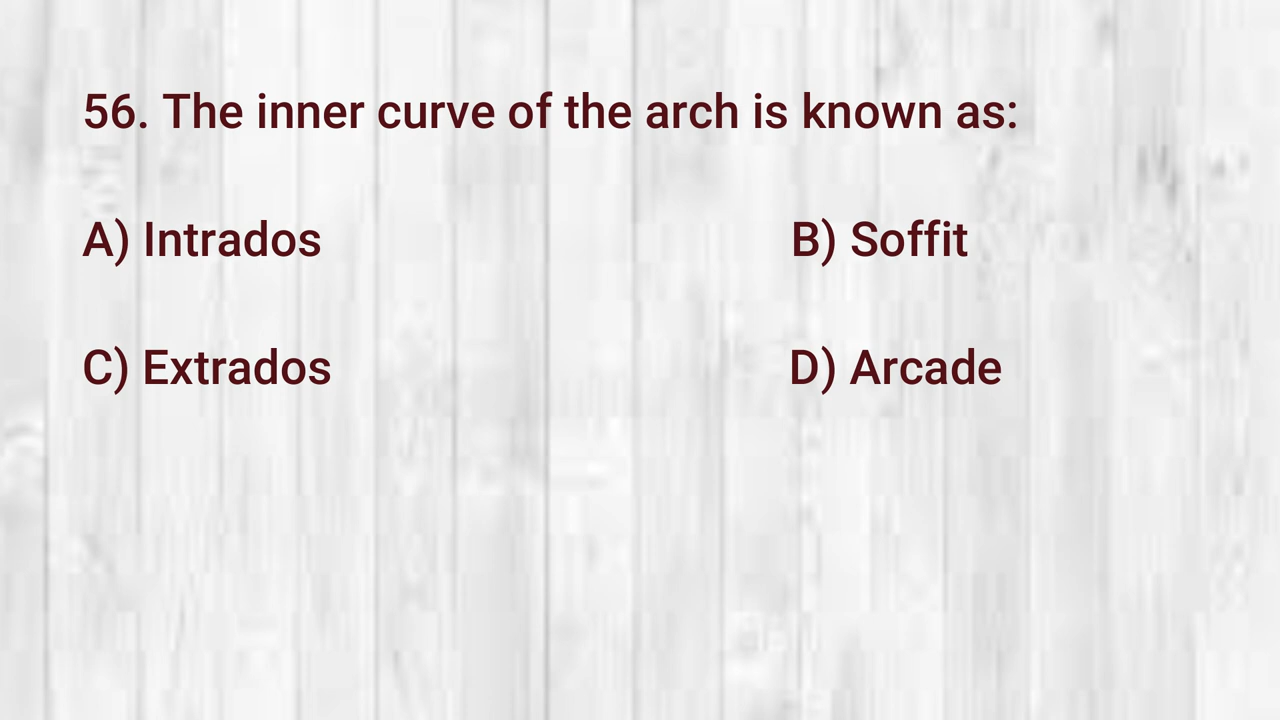 56. The inner curve of the arch is known as:
A) Intrados B) Soffit
C) Extrados D) Arcade